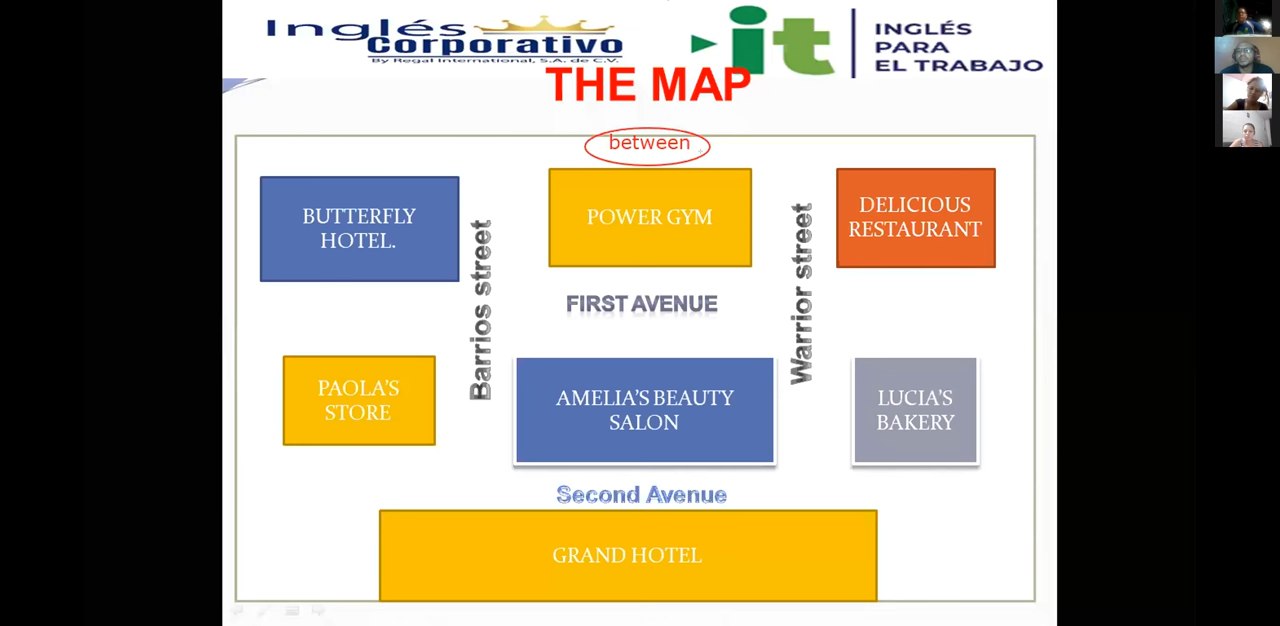 Inglés
Corporativo
By Regal International, S.A. de C.V.
it
INGLÉS
PARA
EL TRABAJO
THE MAP
between
BUTTERFLY
HOTEL.
Barrios street
POWER GYM
Warrior street
DELICIOUS
RESTAURANT
FIRST AVENUE
PAOLA'S
STORE
AMELIA'S BEAUTY
SALON
LUCIA'S
BAKERY
Second Avenue
GRAND HOTEL